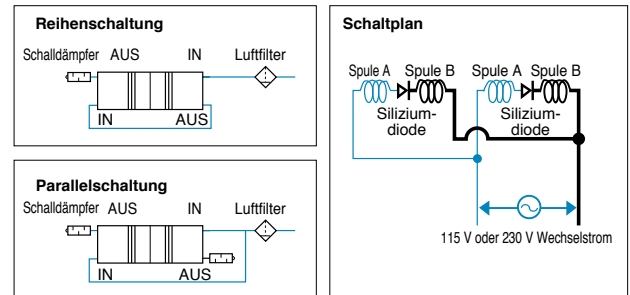 Reihenschaltung
Schalldämpfer AUS IN Luftfilter
IN AUS
Parallelschaltung
Schalldämpfer AUS IN Luftfilter
IN AUS
Schaltplan
Spule A Spule B Spule A Spule B
Silizium- Silizium-
diode diode
115 V oder 230 V Wechselstrom